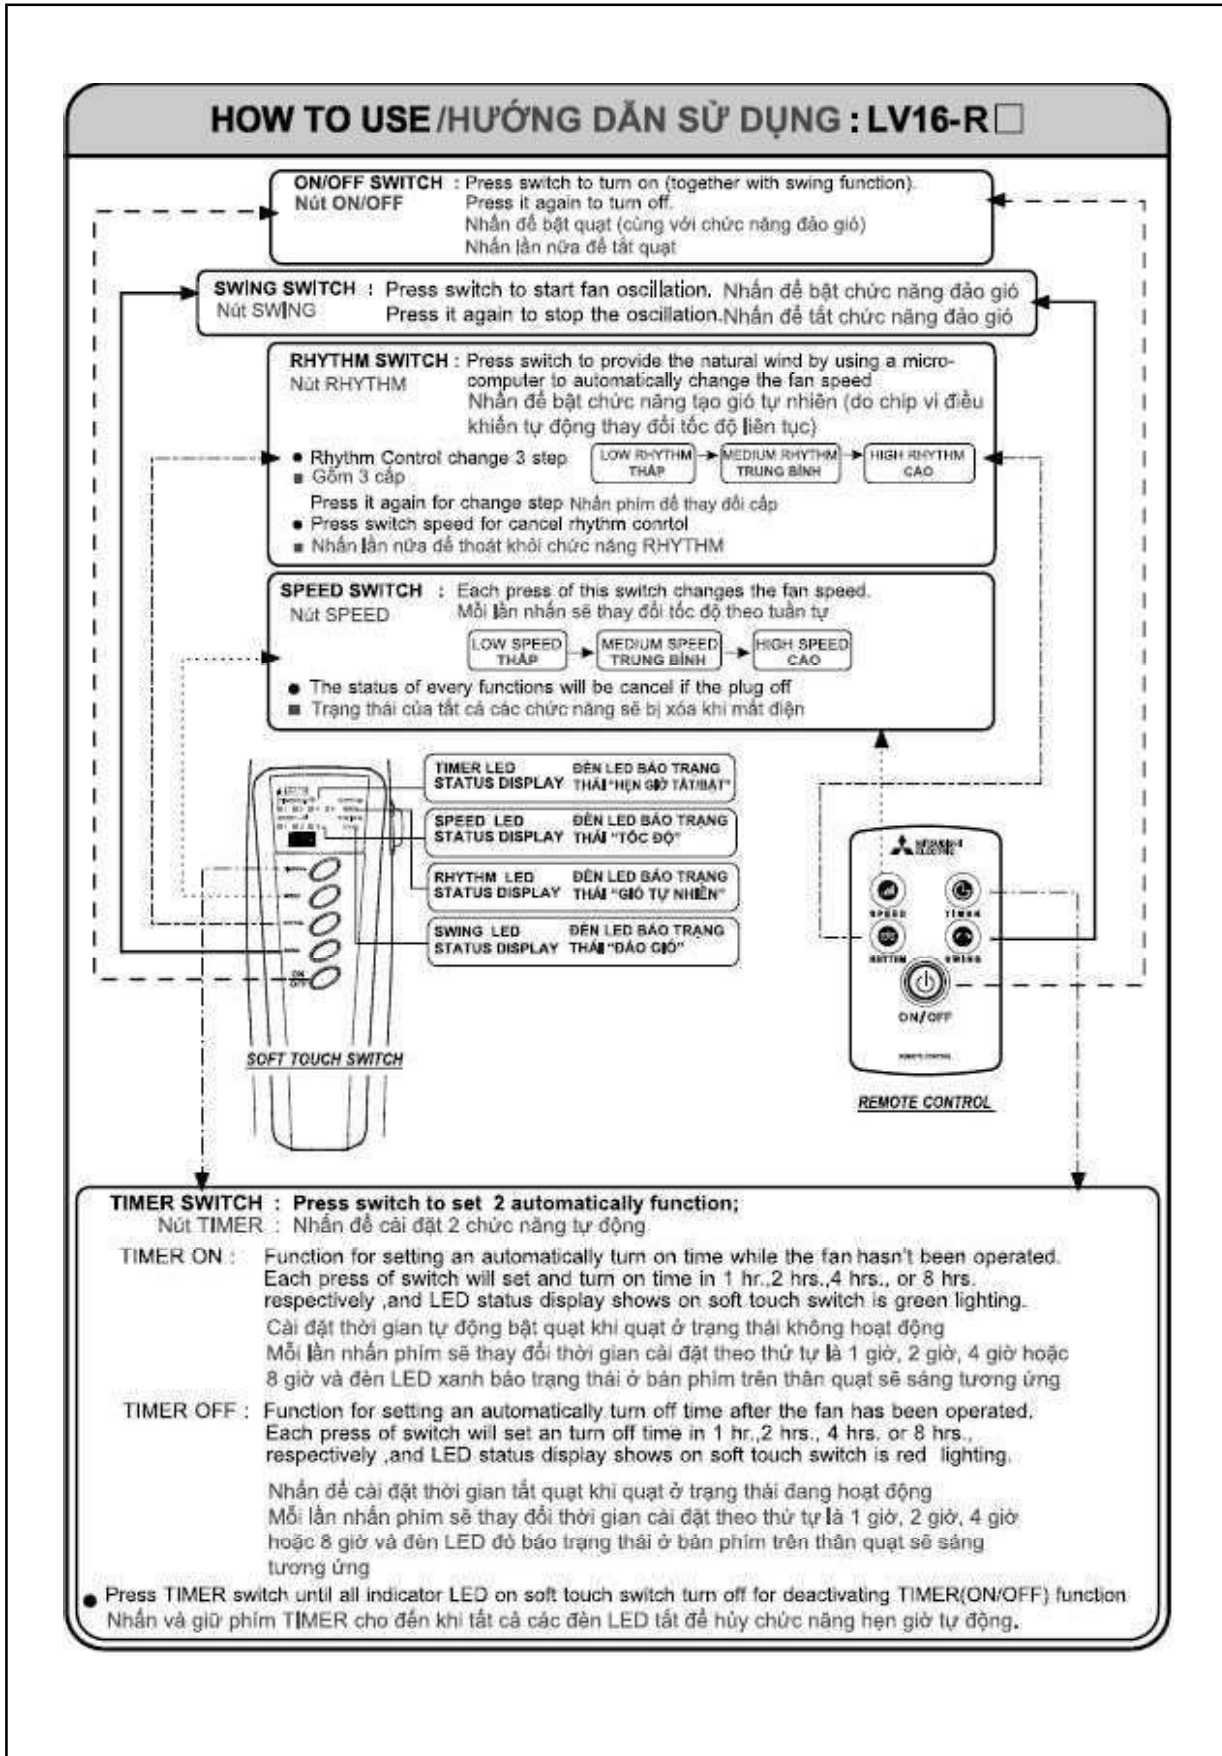 HOW TO USE/HƯỚNG DẪN SỬ DỤNG : LV16-R□
ON/OFF SWITCH : Press switch to turn on (together with swing function).
Nút ON/OFF Press it again to turn off.
Nhấn để bật quạt (cùng với chức năng đảo gió)
Nhấn lần nữa để tắt quạt
SWING SWITCH : Press switch to start fan oscillation. Nhấn để bật chức năng đảo gió
Nút SWING Press it again to stop the oscillation. Nhấn để tắt chức năng đảo gió
RHYTHM SWITCH : Press switch to provide the natural wind by using a micro-
Nút RHYTHM computer to automatically change the fan speed
Nhấn để bật chức năng tạo gió tự nhiên (do chip vi điều
khiển tự động thay đổi tốc độ liên tục)
● Rhythm Control change 3 step
■ Gồm 3 cấp
LOW RHYTHM
THẤP
MEDIUM RHYTHM
TRUNG BÌNH
HIGH RHYTHM
CAO
Press it again for change step Nhấn phím để thay đổi cấp
● Press switch speed for cancel rhythm conrtol
■ Nhấn lần nữa để thoát khỏi chức năng RHYTHM
SPEED SWITCH : Each press of this switch changes the fan speed.
Nút SPEED Mỗi lần nhấn sẽ thay đổi tốc độ theo tuần tự
LOW SPEED
THẤP
MEDIUM SPEED
TRUNG BÌNH
HIGH SPEED
CAO
● The status of every functions will be cancel if the plug off
■ Trạng thái của tất cả các chức năng sẽ bị xóa khi mất điện
TIMER LED ĐÈN LED BÁO TRẠNG
STATUS DISPLAY THÁI "HẸN GIỜ TẮT/BẬT"
SPEED LED ĐÈN LED BÁO TRẠNG
STATUS DISPLAY THÁI "TỐC ĐỘ"
RHYTHM LED ĐÈN LED BÁO TRẠNG
STATUS DISPLAY THÁI "GIÓ TỰ NHIÊN"
SWING LED ĐÈN LED BÁO TRẠNG
STATUS DISPLAY THÁI "ĐẢO GIÓ"
ON
OFF
SOFT TOUCH SWITCH
MITSUBISHI
ELECTRIC
SPEED TIMER
RHYTHM SWING
ON/OFF
REMOTE CONTROL
REMOTE CONTROL
TIMER SWITCH : Press switch to set 2 automatically function;
Nút TIMER : Nhấn để cài đặt 2 chức năng tự động
TIMER ON : Function for setting an automatically turn on time while the fan hasn't been operated.
Each press of switch will set and turn on time in 1 hr.,2 hrs.,4 hrs., or 8 hrs.
respectively ,and LED status display shows on soft touch switch is green lighting.
Cài đặt thời gian tự động bật quạt khi quạt ở trạng thái không hoạt động
Mỗi lần nhấn phím sẽ thay đổi thời gian cài đặt theo thứ tự là 1 giờ, 2 giờ, 4 giờ hoặc
8 giờ và đèn LED xanh báo trạng thái ở bàn phím trên thân quạt sẽ sáng tương ứng
TIMER OFF : Function for setting an automatically turn off time after the fan has been operated.
Each press of switch will set an turn off time in 1 hr.,2 hrs., 4 hrs. or 8 hrs.,
respectively ,and LED status display shows on soft touch switch is red lighting.
Nhấn để cài đặt thời gian tắt quạt khi quạt ở trạng thái đang hoạt động
Mỗi lần nhấn phím sẽ thay đổi thời gian cài đặt theo thứ tự là 1 giờ, 2 giờ, 4 giờ
hoặc 8 giờ và đèn LED đỏ báo trạng thái ở bàn phím trên thân quạt sẽ sáng
tương ứng
● Press TIMER switch until all indicator LED on soft touch switch turn off for deactivating TIMER(ON/OFF) function
Nhấn và giữ phím TIMER cho đến khi tất cả các đèn LED tắt để hủy chức năng hẹn giờ tự động.